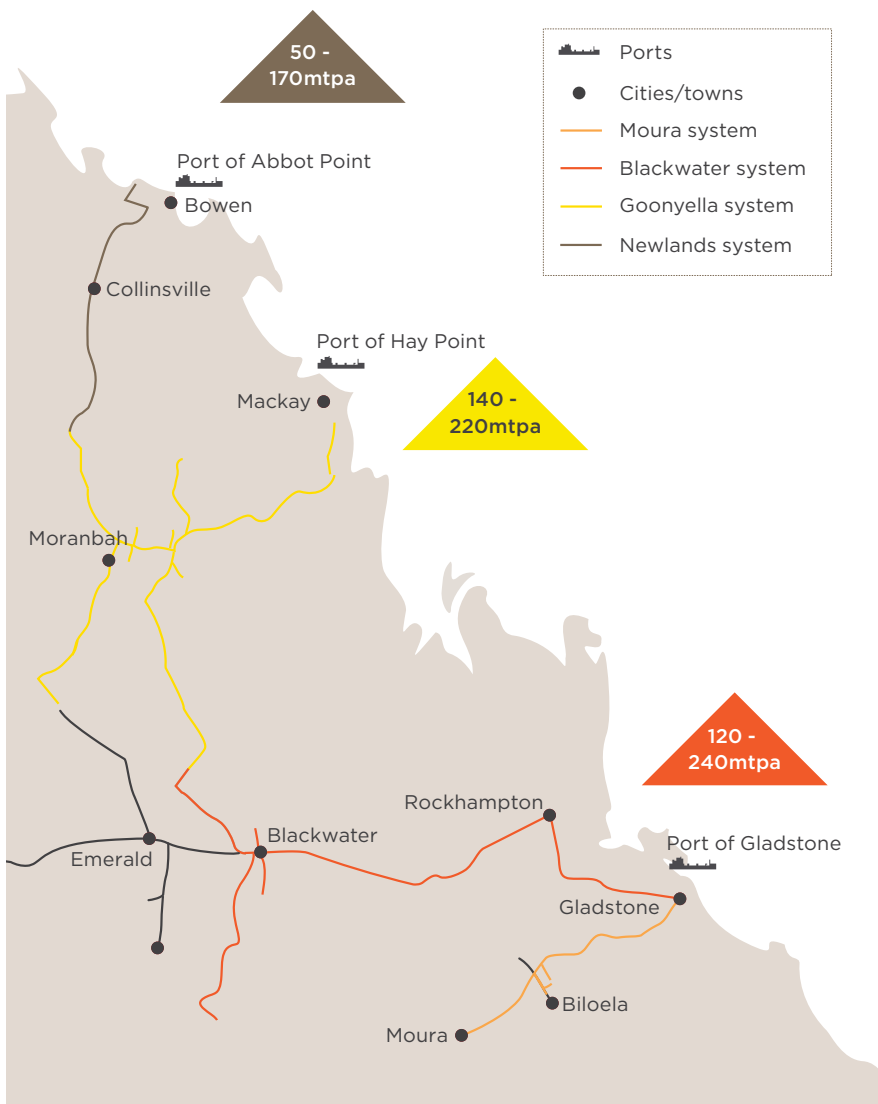 50 -
170mtpa
Ports
Cities/towns
Moura system
Blackwater system
Goonyella system
Newlands system
Port of Abbot Point
Bowen
Collinsville
Port of Hay Point
Mackay
140 -
220mtpa
Moranbah
120 -
240mtpa
Rockhampton
Blackwater
Port of Gladstone
Emerald
Gladstone
Biloela
Moura